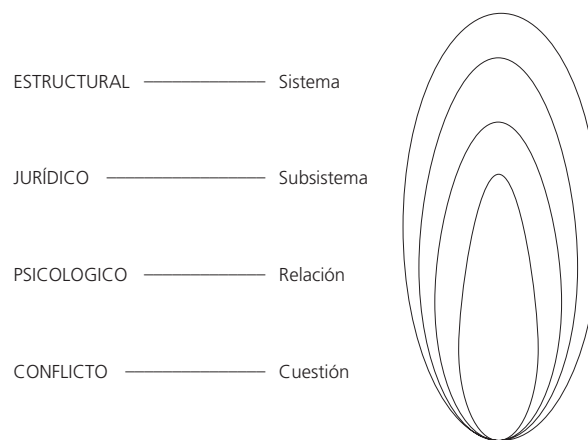 ESTRUCTURAL Sistema
JURÍDICO Subsistema
PSICOLOGICO Relación
CONFLICTO Cuestión